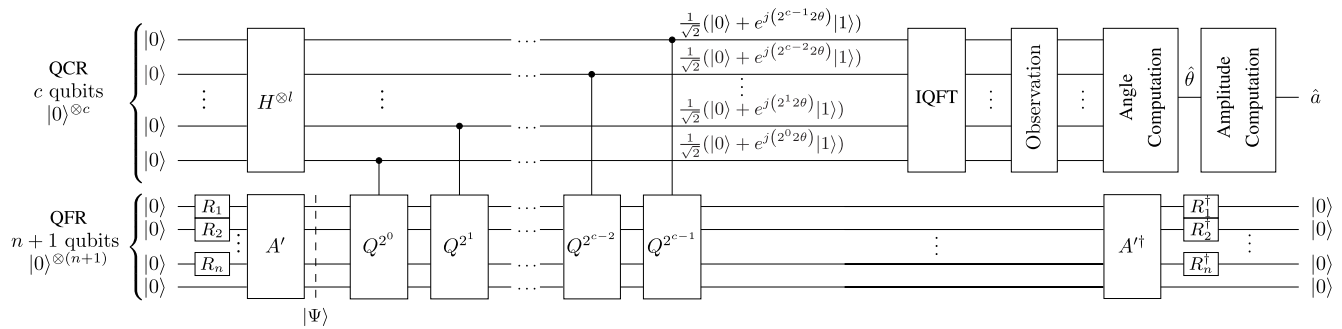 QCR
c qubits
|0⟩^{⊗c}
|0⟩
|0⟩
⋮
|0⟩
|0⟩
H^{⊗l}
⋮
...
...
...
...
1/√2(|0⟩ + e^{j(2^{c−1}2θ)}|1⟩)
1/√2(|0⟩ + e^{j(2^{c−2}2θ)}|1⟩)
⋮
1/√2(|0⟩ + e^{j(2^1 2θ)}|1⟩)
1/√2(|0⟩ + e^{j(2^0 2θ)}|1⟩)
IQFT
⋮
Observation
⋮
Angle
Computation
θ̂
Amplitude
Computation
â
QFR
n + 1 qubits
|0⟩^{⊗(n+1)}
|0⟩
|0⟩
|0⟩
|0⟩
R_1
R_2
⋮
R_n
A′
|Ψ⟩
Q^{2^0}
Q^{2^1}
...
...
...
...
Q^{2^{c−2}}
Q^{2^{c−1}}
⋮
A′^†
R_1^†
R_2^†
⋮
R_n^†
|0⟩
|0⟩
|0⟩
|0⟩